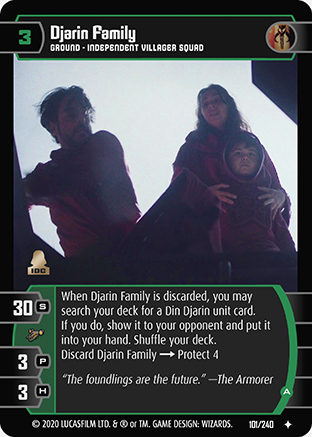 3
Djarin Family
GROUND - INDEPENDENT VILLAGER SQUAD
IDC
30 S
When Djarin Family is discarded, you may
search your deck for a Din Djarin unit card.
If you do, show it to your opponent and put it
into your hand. Shuffle your deck.
3 P
Discard Djarin Family → Protect 4
3 H
"The foundlings are the future." —The Armorer
A
© 2020 LUCASFILM LTD. & ® OR TM. GAME DESIGN: WIZARDS.
101/240